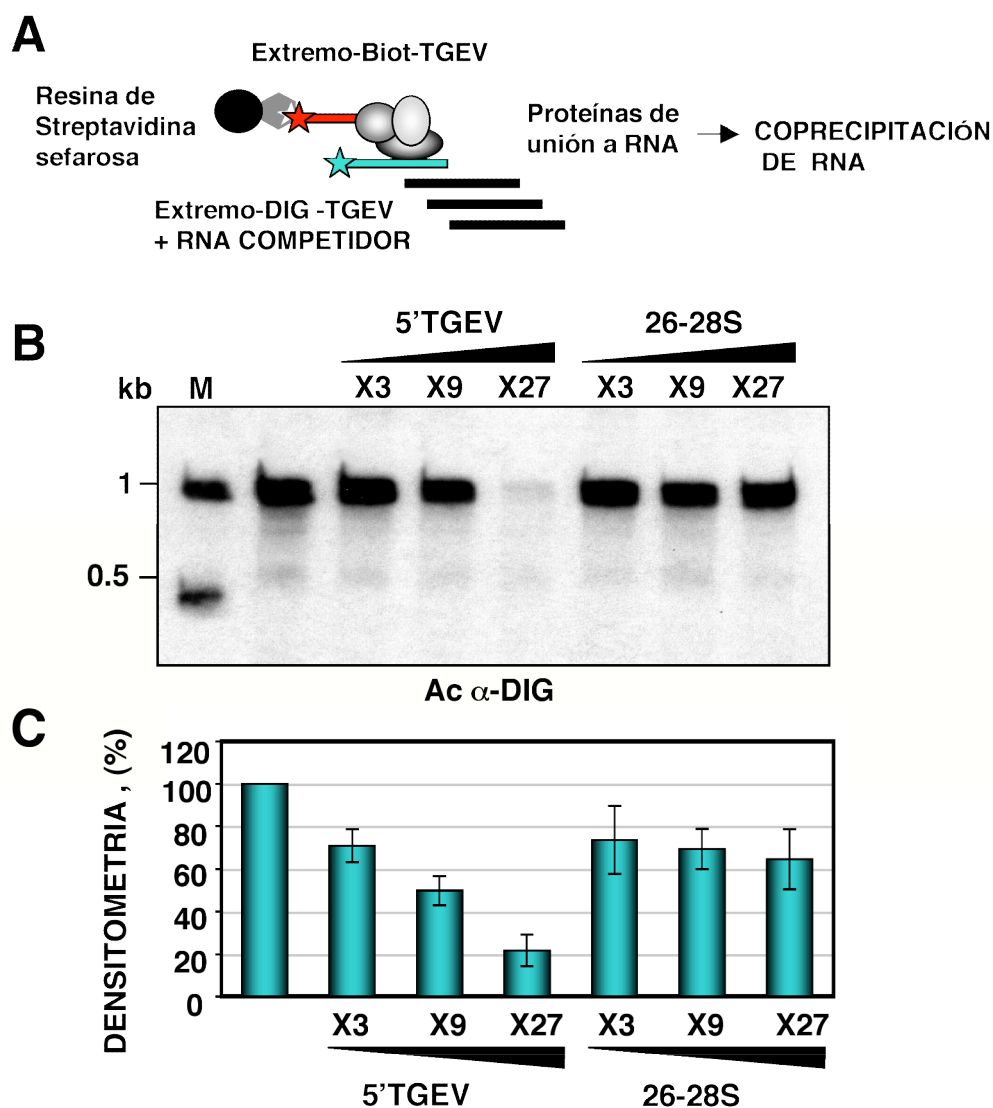 A
Extremo-Biot-TGEV
Resina de
Streptavidina
sefarosa
Proteínas de
unión a RNA
COPRECIPITACIóN
DE RNA
Extremo-DIG -TGEV
+ RNA COMPETIDOR
B
5'TGEV
26-28S
kb
M
X3
X9
X27
X3
X9
X27
1
0.5
Ac α-DIG
C
DENSITOMETRIA , (%)
120
100
80
60
40
20
0
X3
X9
X27
X3
X9
X27
5'TGEV
26-28S